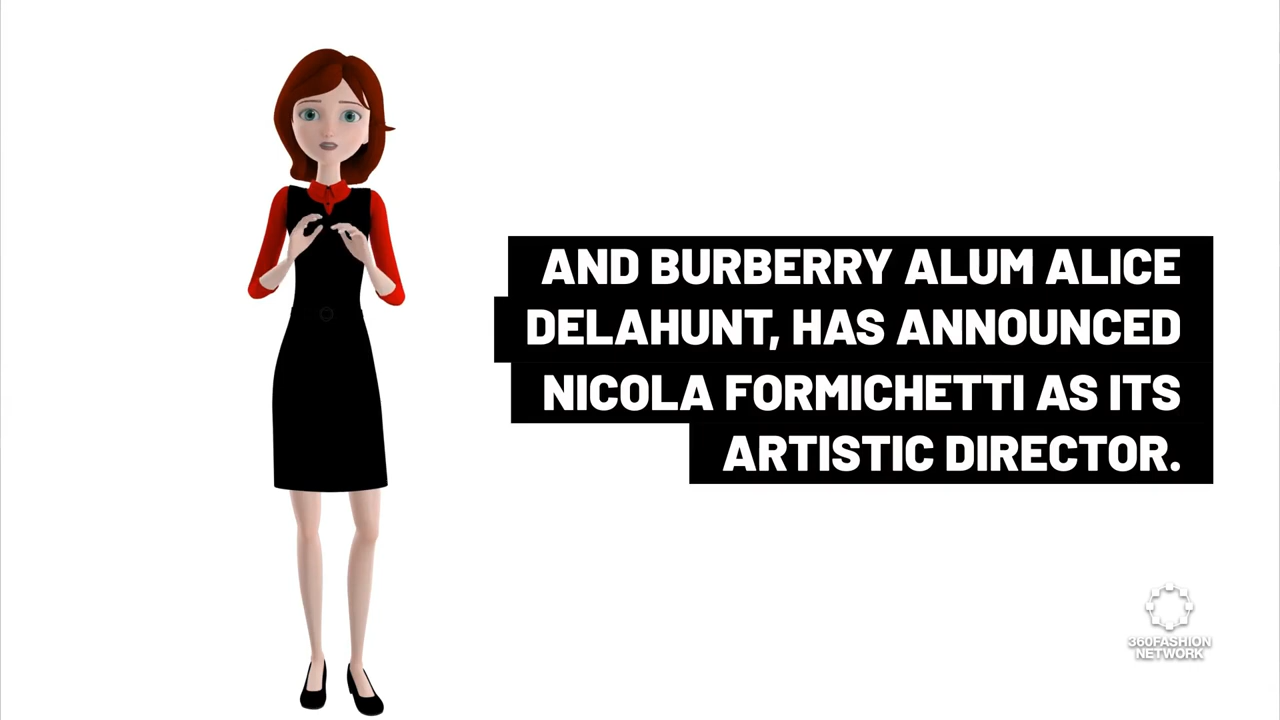 AND BURBERRY ALUM ALICE
DELAHUNT, HAS ANNOUNCED
NICOLA FORMICHETTI AS ITS
ARTISTIC DIRECTOR.
360FASHION
NETWORK